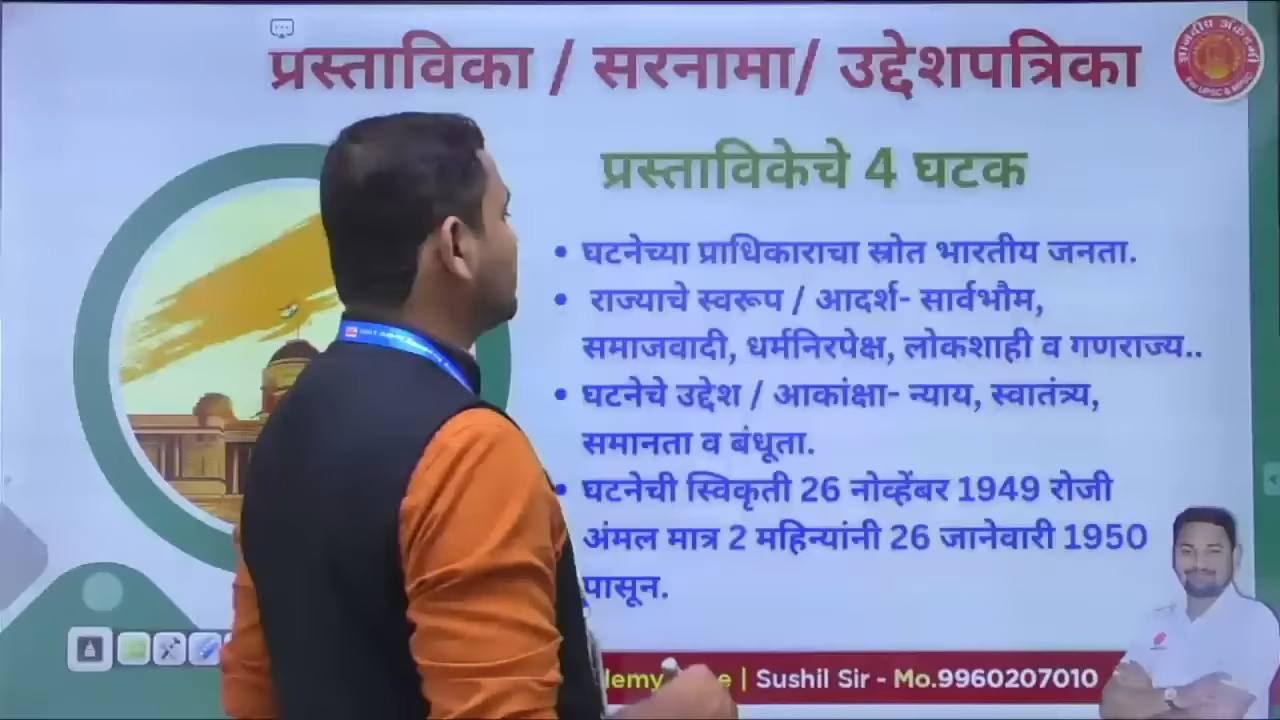 प्रस्ताविका / सरनामा/ उद्देशपत्रिका
प्रस्ताविकेचे 4 घटक
• घटनेच्या प्राधिकाराचा स्रोत भारतीय जनता.
• राज्याचे स्वरूप / आदर्श- सार्वभौम,
समाजवादी, धर्मनिरपेक्ष, लोकशाही व गणराज्य..
• घटनेचे उद्देश / आकांक्षा- न्याय, स्वातंत्र्य,
समानता व बंधूता.
• घटनेची स्विकृती 26 नोव्हेंबर 1949 रोजी
अंमल मात्र 2 महिन्यांनी 26 जानेवारी 1950
पासून.
| Sushil Sir - Mo.9960207010